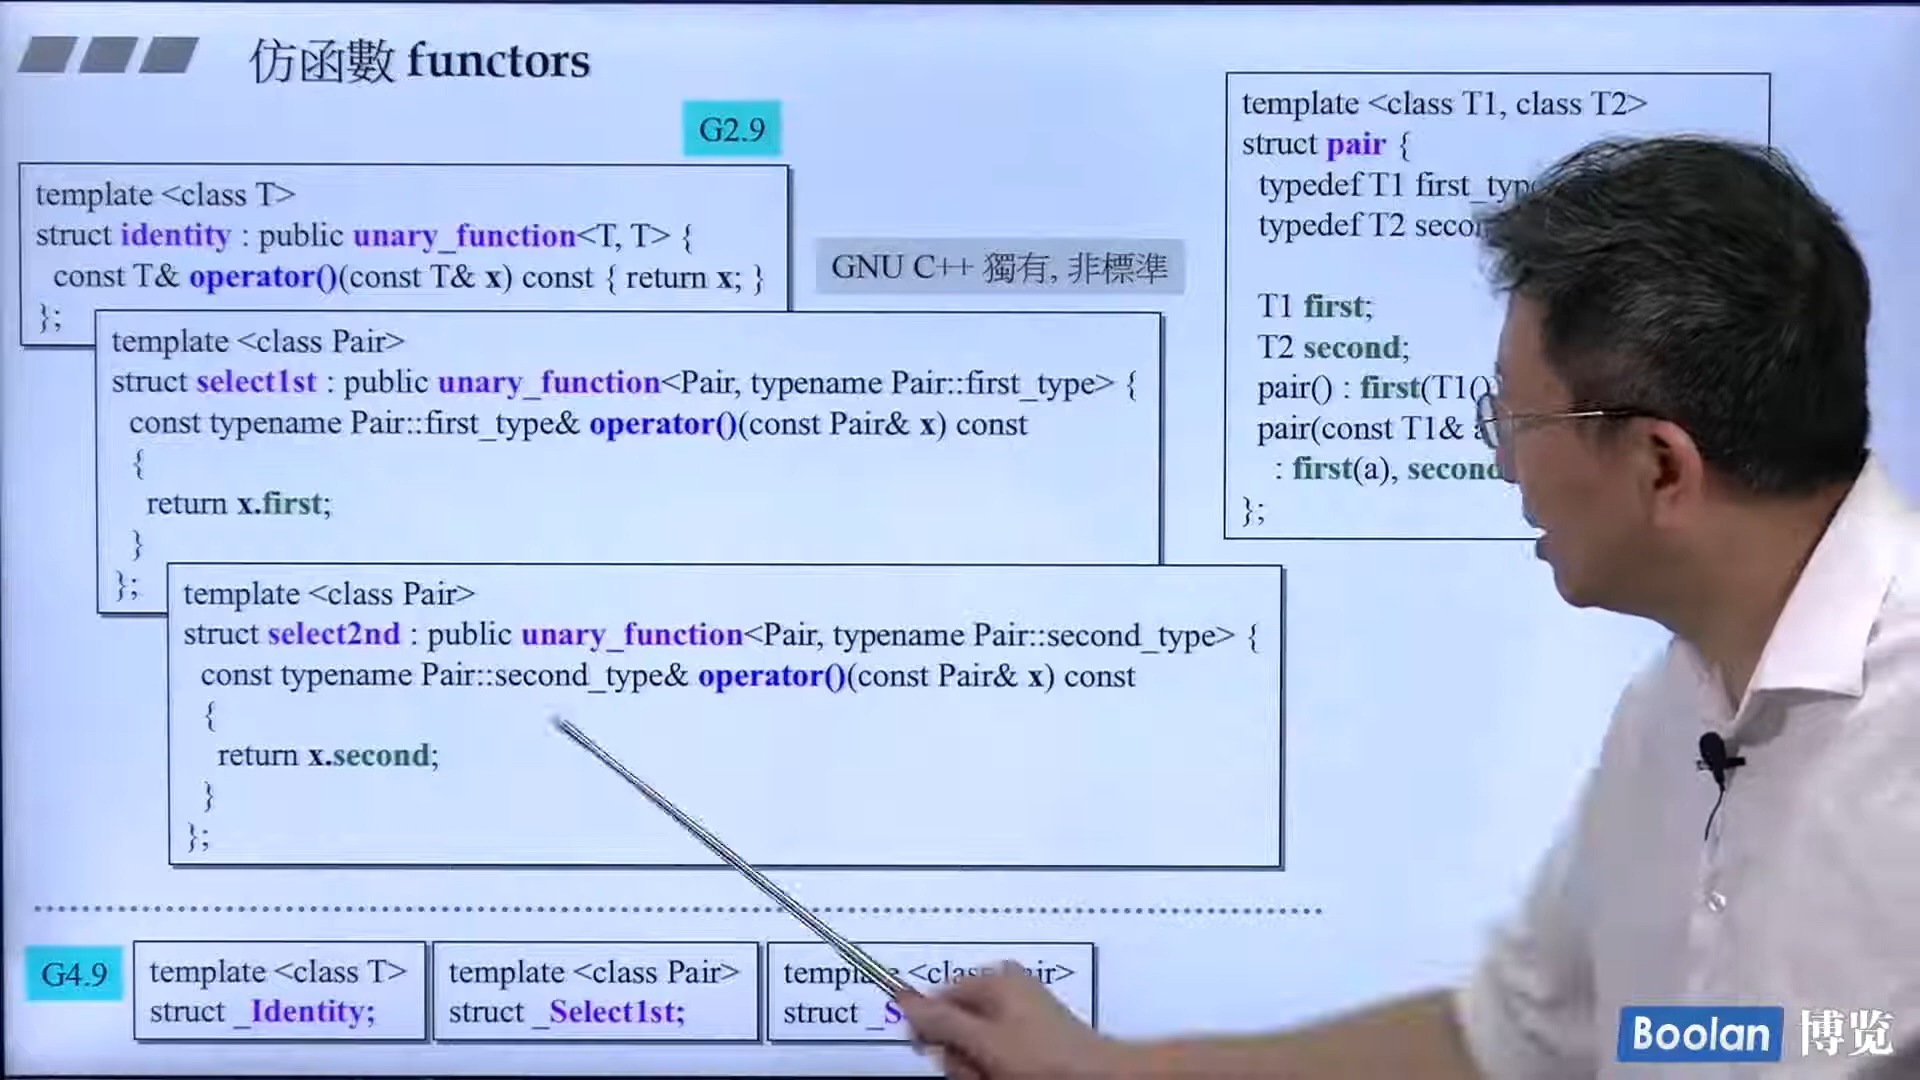 仿函數 functors
G2.9
template <class T>
struct identity : public unary_function<T, T> {
const T& operator()(const T& x) const { return x; }
};
GNU C++ 獨有, 非標準
template <class Pair>
struct select1st : public unary_function<Pair, typename Pair::first_type> {
const typename Pair::first_type& operator()(const Pair& x) const
{
return x.first;
}
};
template <class Pair>
struct select2nd : public unary_function<Pair, typename Pair::second_type> {
const typename Pair::second_type& operator()(const Pair& x) const
{
return x.second;
}
};
template <class T1, class T2>
struct pair {
typedef T1
typedef T2
T1 first;
T2 second;
pair() : first(T1()
pair(const T1&
: first(a), second
};
G4.9
template <class T>
struct _Identity;
template <class Pair>
struct _Select1st;
struct
Boolan 博览